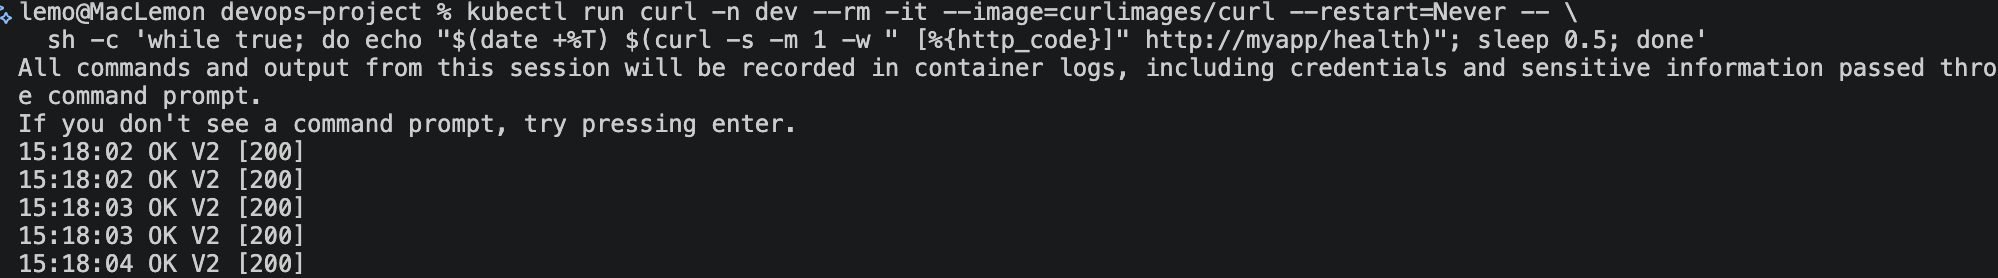 lemo@MacLemon devops-project % kubectl run curl -n dev --rm -it --image=curlimages/curl --restart=Never -- \
  sh -c 'while true; do echo "$(date +%T) $(curl -s -m 1 -w " [%{http_code}]" http://myapp/health)"; sleep 0.5; done'
All commands and output from this session will be recorded in container logs, including credentials and sensitive information passed thro
e command prompt.
If you don't see a command prompt, try pressing enter.
15:18:02 OK V2 [200]
15:18:02 OK V2 [200]
15:18:03 OK V2 [200]
15:18:03 OK V2 [200]
15:18:04 OK V2 [200]